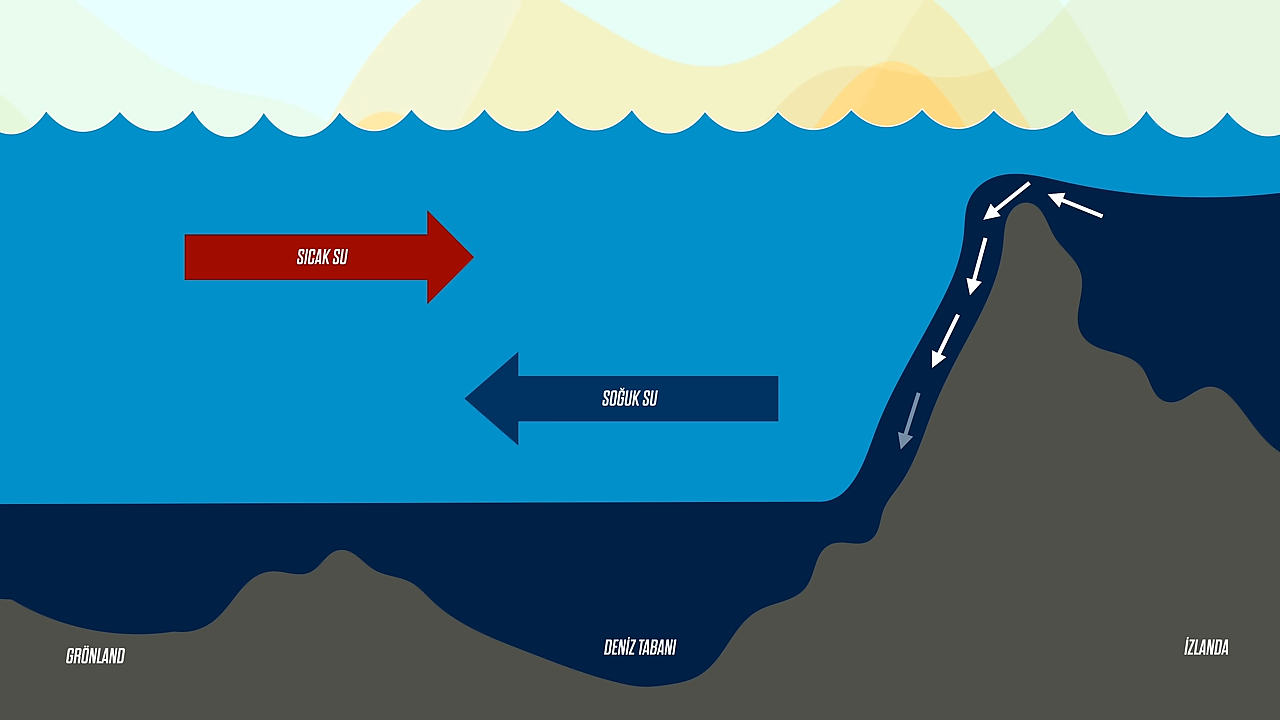 SICAK SU
SOĞUK SU
DENİZ TABANI
GRÖNLAND
İZLANDA